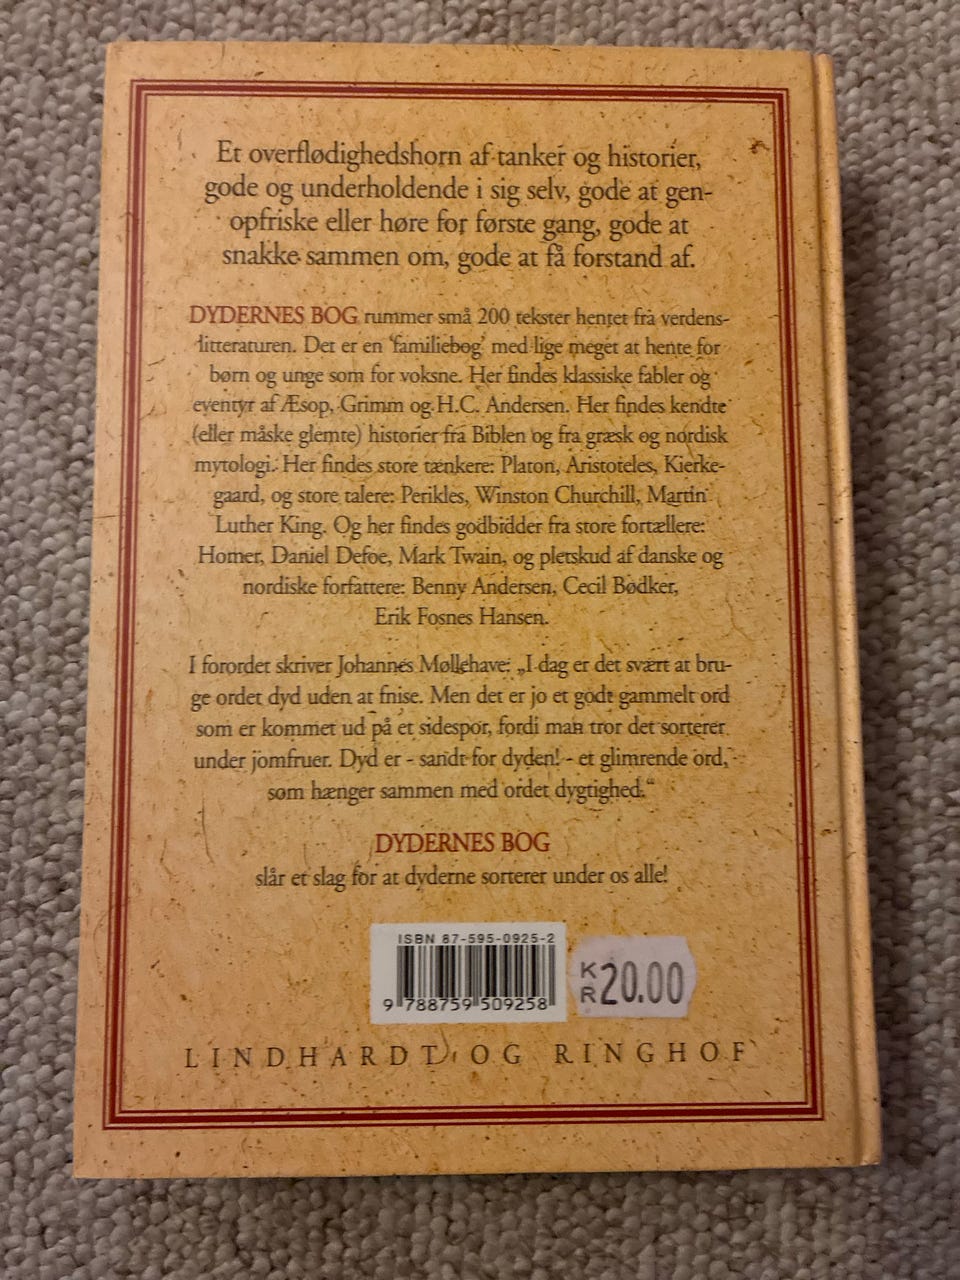 Et overflødighedshorn af tanker og historier,
gode og underholdende i sig selv, gode at gen-
opfriske eller høre for første gang, gode at
snakke sammen om, gode at få forstand af.
DYDERNES BOG rummer små 200 tekster hentet fra verdens-
litteraturen. Det er en 'familiebog' med lige meget at hente for
børn og unge som for voksne. Her findes klassiske fabler og
eventyr af Æsop, Grimm og H.C. Andersen. Her findes kendte
(eller måske glemte) historier fra Biblen og fra græsk og nordisk
mytologi. Her findes store tænkere: Platon, Aristoteles, Kierke-
gaard, og store talere: Perikles, Winston Churchill, Martin
Luther King. Og her findes godbidder fra store fortællere:
Homer, Daniel Defoe, Mark Twain, og pletskud af danske og
nordiske forfattere: Benny Andersen, Cecil Bødker,
Erik Fosnes Hansen.
I forordet skriver Johannes Møllehave: „I dag er det svært at bru-
ge ordet dyd uden at fnise. Men det er jo et godt gammelt ord
som er kommet ud på et sidespor, fordi man tror det sorterer
under jomfruer. Dyd er - sandt for dyden! - et glimrende ord,
som hænger sammen med ordet dygtighed.“
DYDERNES BOG
slår et slag for at dyderne sorterer under os alle!
ISBN 87-595-0925-2
9 788759 509258
KR 20.00
LINDHARDT OG RINGHOF